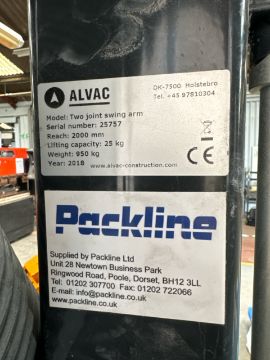 ALVAC
DK-7500 Holstebro
Tel. +45 97810304
Model: Two joint swing arm
Serial number: 25757
Reach: 2000 mm
Lifting capacity: 25 kg
Weight: 950 kg
Year: 2018
www.alvac-construction.com
CE
Packline
Supplied by Packline Ltd
Unit 28 Newtown Business Park
Ringwood Road, Poole, Dorset, BH12 3LL
Tel: 01202 307700 Fax: 01202 722066
E-mail: info@packline.co.uk
www.packline.co.uk